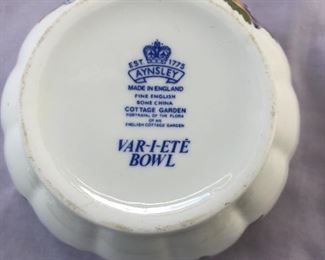 EST 1775
AYNSLEY
MADE IN ENGLAND
FINE ENGLISH
BONE CHINA
COTTAGE GARDEN
PORTRAYAL OF THE FLORA
OF AN
ENGLISH COTTAGE GARDEN
VAR-I-ETÈ
BOWL